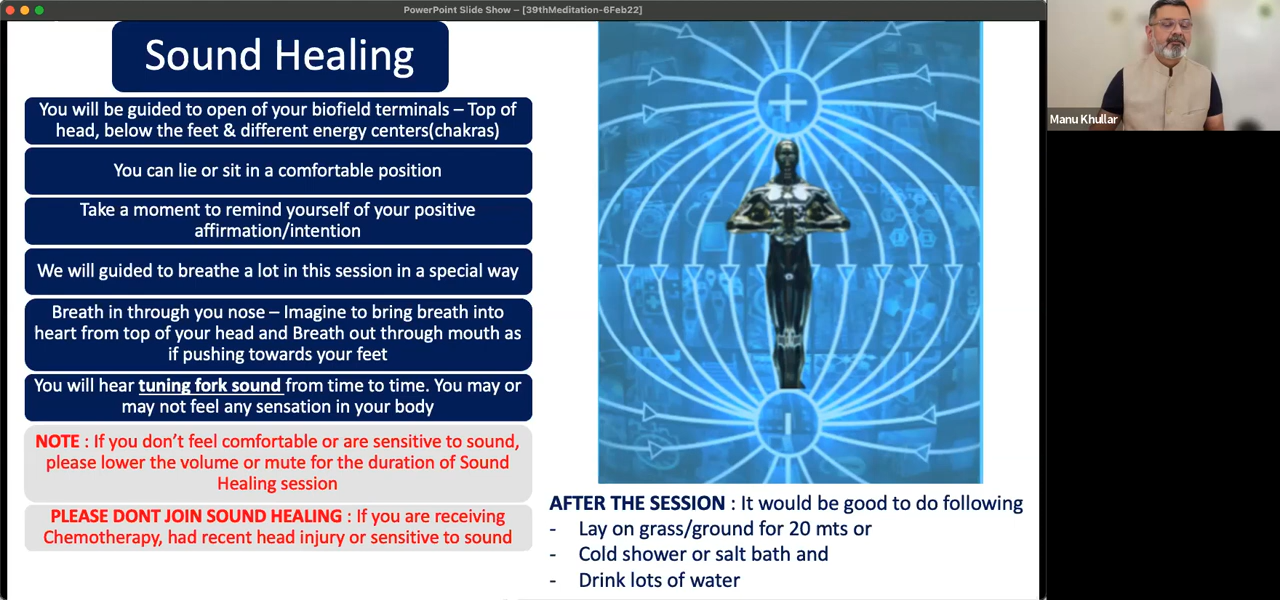 PowerPoint Slide Show – [39thMeditation-6Feb22]
Sound Healing
You will be guided to open of your biofield terminals – Top of
head, below the feet & different energy centers(chakras)
You can lie or sit in a comfortable position
Take a moment to remind yourself of your positive
affirmation/intention
We will guided to breathe a lot in this session in a special way
Breath in through you nose – Imagine to bring breath into
heart from top of your head and Breath out through mouth as
if pushing towards your feet
You will hear tuning fork sound from time to time. You may or
may not feel any sensation in your body
NOTE : If you don’t feel comfortable or are sensitive to sound,
please lower the volume or mute for the duration of Sound
Healing session
PLEASE DONT JOIN SOUND HEALING : If you are receiving
Chemotherapy, had recent head injury or sensitive to sound
+
AFTER THE SESSION : It would be good to do following
- Lay on grass/ground for 20 mts or
- Cold shower or salt bath and
- Drink lots of water
Manu Khullar